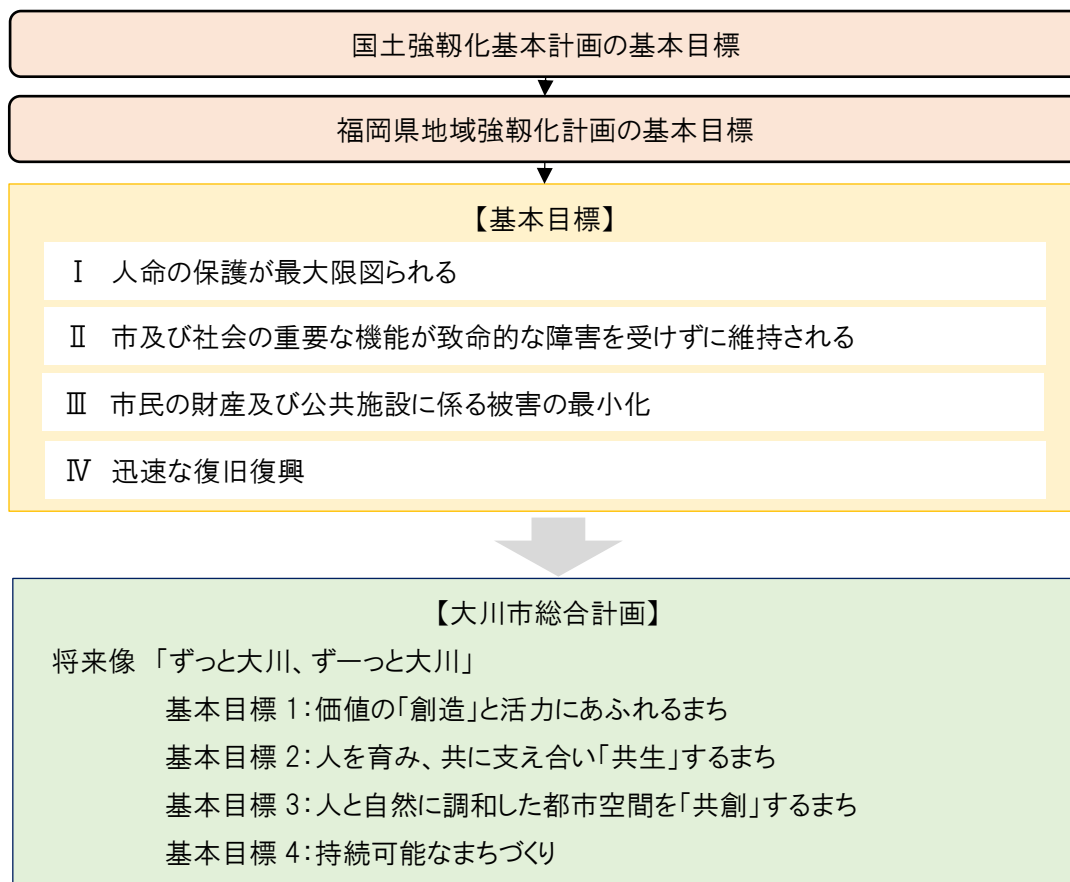 国土強靱化基本計画の基本目標
福岡県地域強靱化計画の基本目標
【基本目標】
Ⅰ 人命の保護が最大限図られる
Ⅱ 市及び社会の重要な機能が致命的な障害を受けずに維持される
Ⅲ 市民の財産及び公共施設に係る被害の最小化
Ⅳ 迅速な復旧復興
【大川市総合計画】
将来像 「ずっと大川、ずーっと大川」
基本目標 1：価値の「創造」と活力にあふれるまち
基本目標 2：人を育み、共に支え合い「共生」するまち
基本目標 3：人と自然に調和した都市空間を「共創」するまち
基本目標 4：持続可能なまちづくり